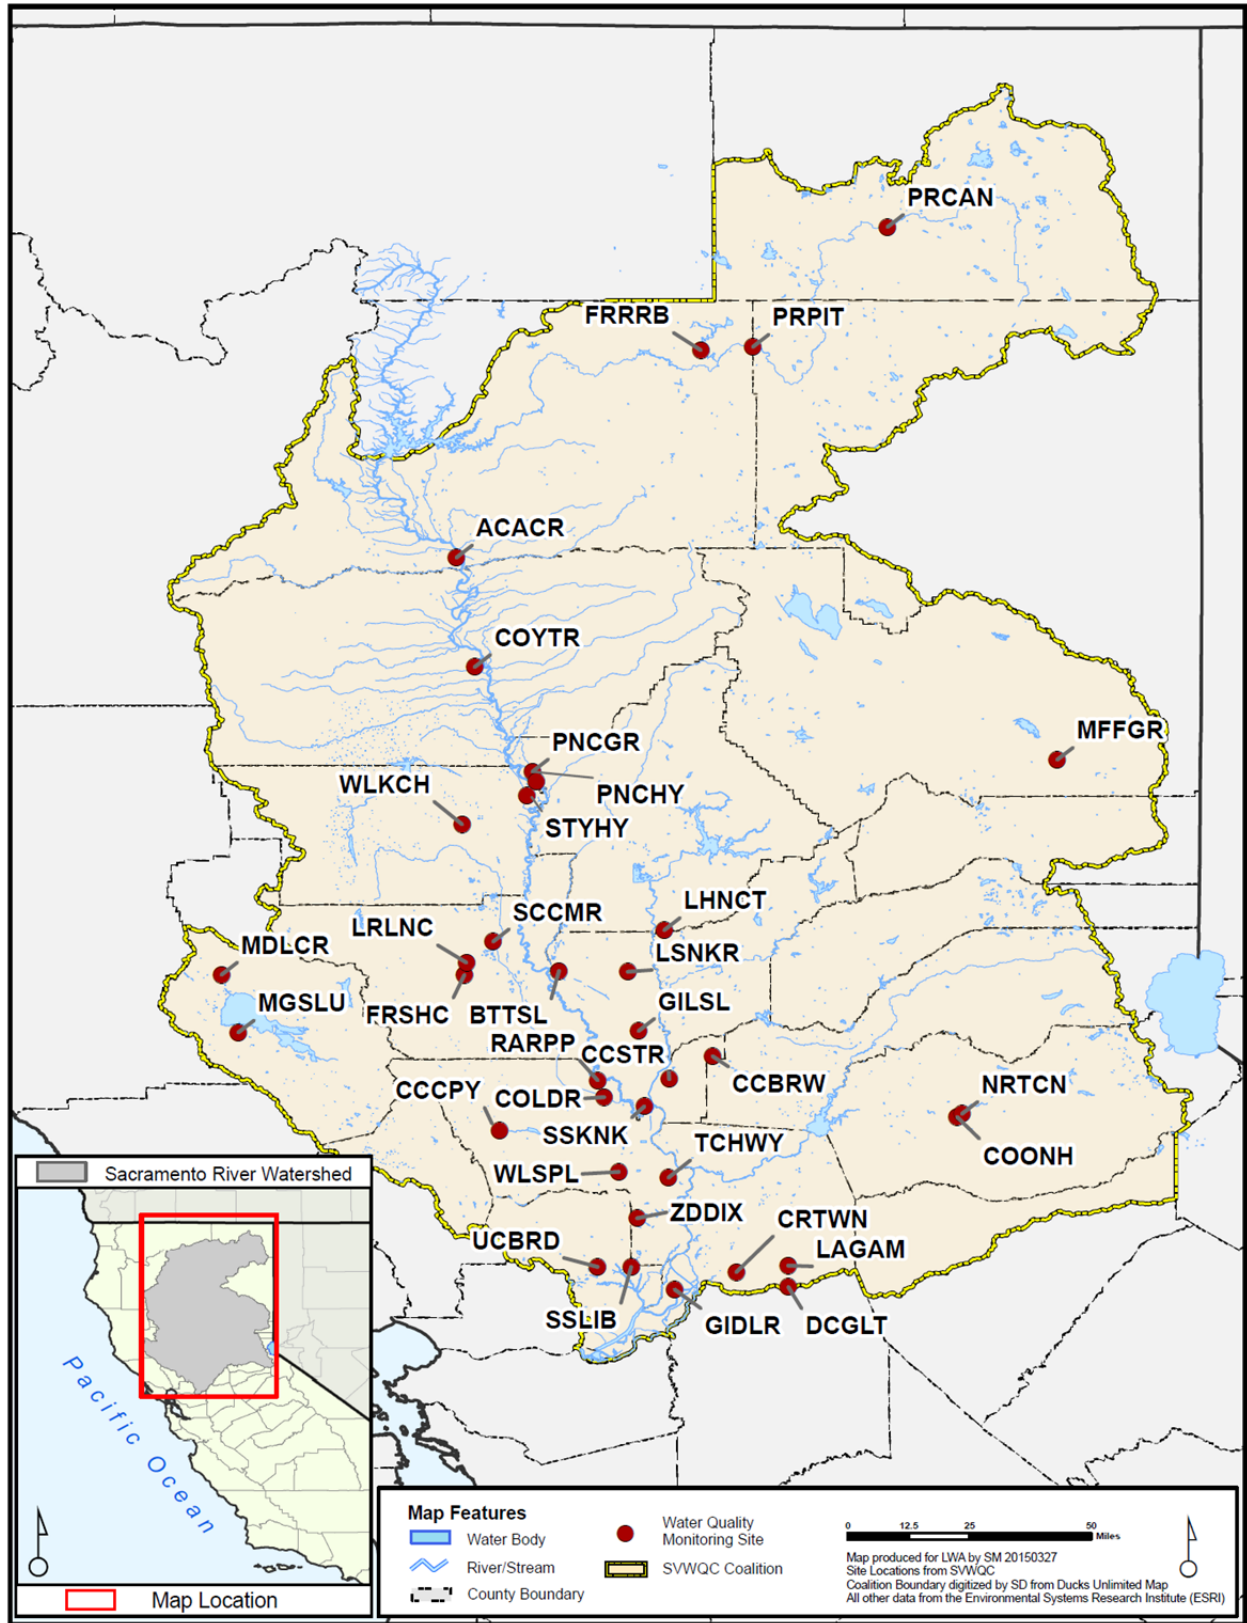 PRCAN
FRRRB
PRPIT
ACACR
COYTR
MFFGR
PNCGR
WLKCH
PNCHY
STYHY
LHNCT
SCCMR
LRLNC
MDLCR
LSNKR
MGSLU
FRSHC
BTTSL
GILSL
RARPP
CCSTR
CCBRW
NRTCN
CCCPY
COLDR
SSKNK
TCHWY
COONH
WLSPL
ZDDIX
CRTWN
UCBRD
LAGAM
SSLIB
GIDLR
DCGLT
Sacramento River Watershed
Pacific Ocean
Map Location
Map Features
Water Body
River/Stream
County Boundary
Water Quality
Monitoring Site
SVWQC Coalition
0 12.5 25 50
Miles
Map produced for LWA by SM 20150327
Site Locations from SVWQC
Coalition Boundary digitized by SD from Ducks Unlimited Map
All other data from the Environmental Systems Research Institute (ESRI)